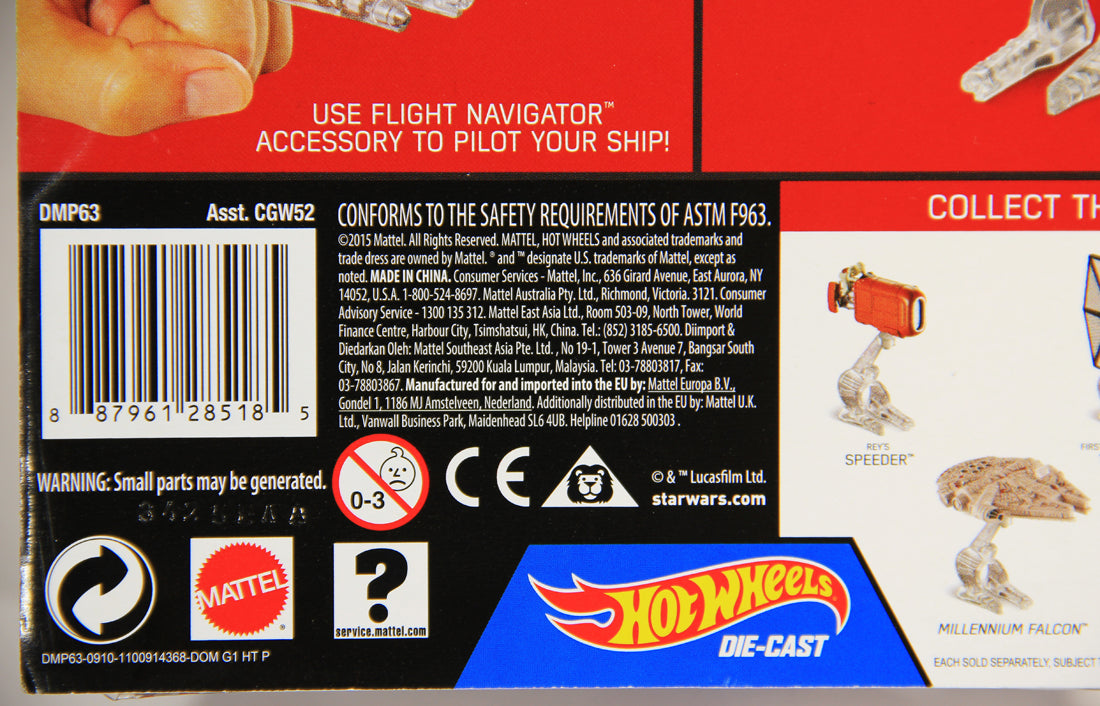 USE FLIGHT NAVIGATOR™
ACCESSORY TO PILOT YOUR SHIP!
DMP63 Asst. CGW52
8 87961 28518 5
CONFORMS TO THE SAFETY REQUIREMENTS OF ASTM F963.
©2015 Mattel. All Rights Reserved. MATTEL, HOT WHEELS and associated trademarks and
trade dress are owned by Mattel. ® and ™ designate U.S. trademarks of Mattel, except as
noted. MADE IN CHINA. Consumer Services - Mattel, Inc., 636 Girard Avenue, East Aurora, NY
14052, U.S.A. 1-800-524-8697. Mattel Australia Pty. Ltd., Richmond, Victoria. 3121. Consumer
Advisory Service - 1300 135 312. Mattel East Asia Ltd., Room 503-09, North Tower, World
Finance Centre, Harbour City, Tsimshatsui, HK, China. Tel.: (852) 3185-6500. Diimport &
Diedarkan Oleh: Mattel Southeast Asia Pte. Ltd. , No 19-1, Tower 3 Avenue 7, Bangsar South
City, No 8, Jalan Kerinchi, 59200 Kuala Lumpur, Malaysia. Tel: 03-78803817, Fax:
03-78803867. Manufactured for and imported into the EU by: Mattel Europa B.V.,
Gondel 1, 1186 MJ Amstelveen, Nederland. Additionally distributed in the EU by: Mattel U.K.
Ltd., Vanwall Business Park, Maidenhead SL6 4UB. Helpline 01628 500303 .
WARNING: Small parts may be generated.
0-3
CE
© & ™ Lucasfilm Ltd.
starwars.com
MATTEL ®
?
service.mattel.com
DMP63-0910-1100914368-DOM G1 HT P
HOT WHEELS
DIE-CAST
COLLECT
REY'S
SPEEDER™
MILLENNIUM FALCON™
EACH SOLD SEPARATELY, SUBJECT